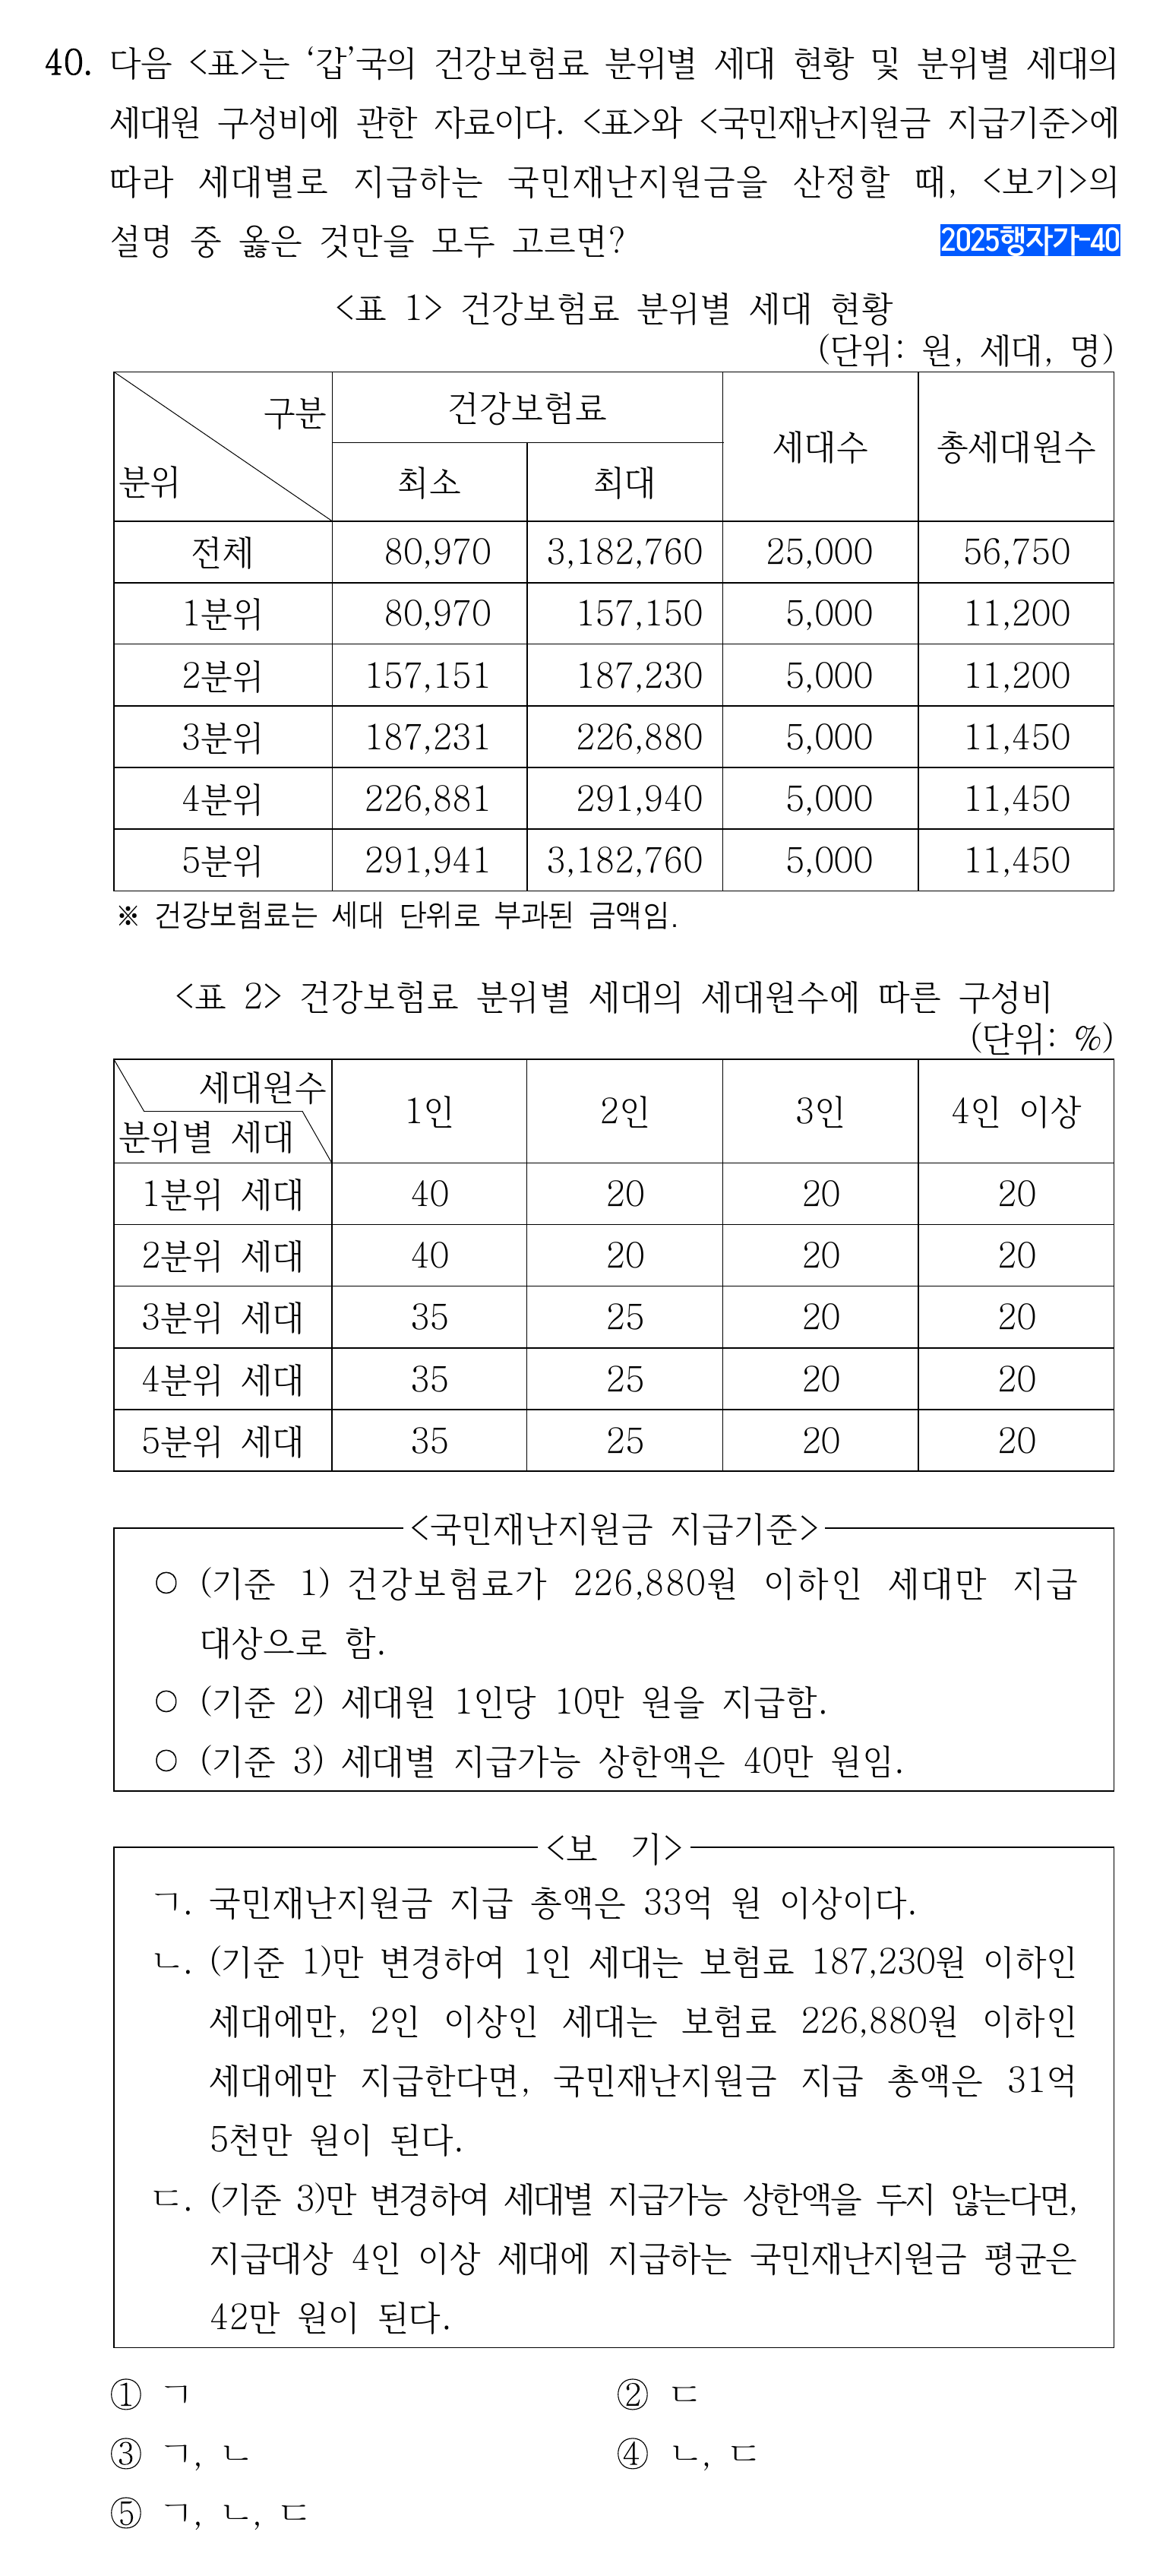 40. 다음 <표>는 ‘갑’국의 건강보험료 분위별 세대 현황 및 분위별 세대의
세대원 구성비에 관한 자료이다. <표>와 <국민재난지원금 지급기준>에
따라 세대별로 지급하는 국민재난지원금을 산정할 때, <보기>의
설명 중 옳은 것만을 모두 고르면?
2025행자가-40
<표 1> 건강보험료 분위별 세대 현황
(단위: 원, 세대, 명)
구분 분위 건강보험료 세대수 총세대원수
최소 최대
전체 80,970 3,182,760 25,000 56,750
1분위 80,970 157,150 5,000 11,200
2분위 157,151 187,230 5,000 11,200
3분위 187,231 226,880 5,000 11,450
4분위 226,881 291,940 5,000 11,450
5분위 291,941 3,182,760 5,000 11,450
※ 건강보험료는 세대 단위로 부과된 금액임.
<표 2> 건강보험료 분위별 세대의 세대원수에 따른 구성비
(단위: %)
세대원수 분위별 세대 1인 2인 3인 4인 이상
1분위 세대 40 20 20 20
2분위 세대 40 20 20 20
3분위 세대 35 25 20 20
4분위 세대 35 25 20 20
5분위 세대 35 25 20 20
<국민재난지원금 지급기준>
○ (기준 1) 건강보험료가 226,880원 이하인 세대만 지급
대상으로 함.
○ (기준 2) 세대원 1인당 10만 원을 지급함.
○ (기준 3) 세대별 지급가능 상한액은 40만 원임.
<보 기>
ㄱ. 국민재난지원금 지급 총액은 33억 원 이상이다.
ㄴ. (기준 1)만 변경하여 1인 세대는 보험료 187,230원 이하인
세대에만, 2인 이상인 세대는 보험료 226,880원 이하인
세대에만 지급한다면, 국민재난지원금 지급 총액은 31억
5천만 원이 된다.
ㄷ. (기준 3)만 변경하여 세대별 지급가능 상한액을 두지 않는다면,
지급대상 4인 이상 세대에 지급하는 국민재난지원금 평균은
42만 원이 된다.
① ㄱ ② ㄷ
③ ㄱ, ㄴ ④ ㄴ, ㄷ
⑤ ㄱ, ㄴ, ㄷ